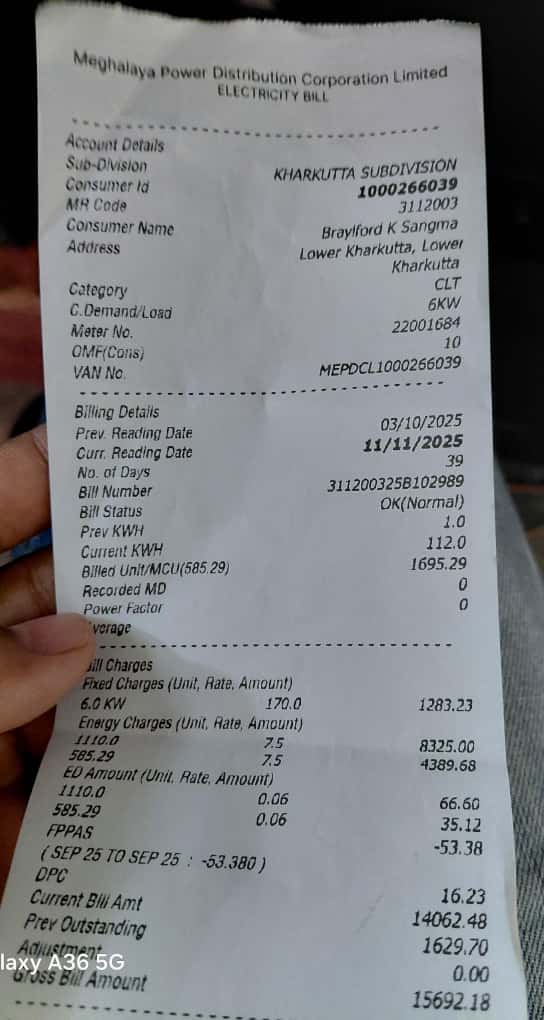 Meghalaya Power Distribution Corporation Limited
ELECTRICITY BILL
Account Details
Sub-Division KHARKUTTA SUBDIVISION
Consumer Id 1000266039
MR Code 3112003
Consumer Name Braylford K Sangma
Address Lower Kharkutta, Lower
Kharkutta
Category CLT
C.Demand/Load 6KW
Meter No. 22001684
OMF(Cons) 10
VAN No. MEPDCL1000266039
Billing Details
Prev. Reading Date 03/10/2025
Curr. Reading Date 11/11/2025
No. of Days 39
Bill Number 311200325B102989
Bill Status OK(Normal)
Prev KWH 1.0
Current KWH 112.0
Billed Unit/MCU(585.29) 1695.29
Recorded MD 0
Power Factor 0
verage
Bill Charges
Fixed Charges (Unit, Rate, Amount)
6.0 KW 170.0 1283.23
Energy Charges (Unit, Rate, Amount)
1110.0 7.5 8325.00
585.29 7.5 4389.68
ED Amount (Unit, Rate, Amount)
1110.0 0.06 66.60
585.29 0.06 35.12
FPPAS -53.38
( SEP 25 TO SEP 25 : -53.380 )
DPC 16.23
Current Bill Amt 14062.48
Prev Outstanding 1629.70
Adjustment 0.00
Gross Bill Amount 15692.18
laxy A36 5G